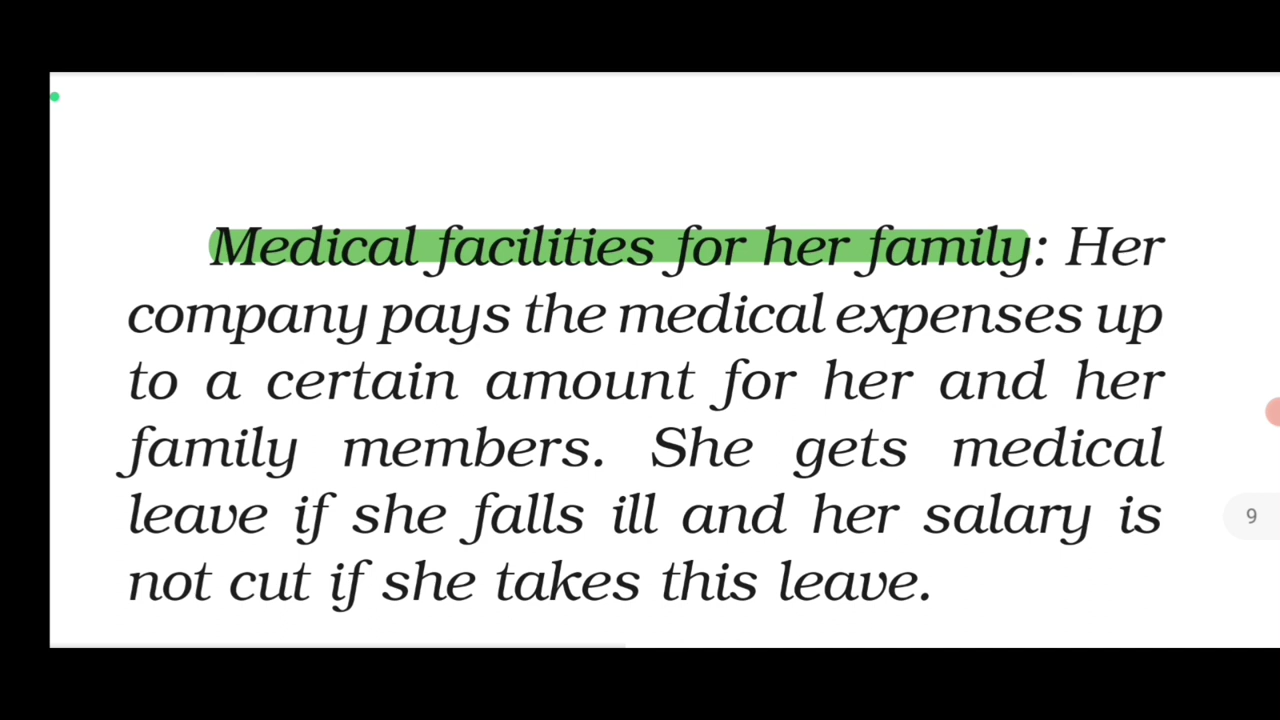 Medical facilities for her family: Her
company pays the medical expenses up
to a certain amount for her and her
family members. She gets medical
leave if she falls ill and her salary is
not cut if she takes this leave.
9